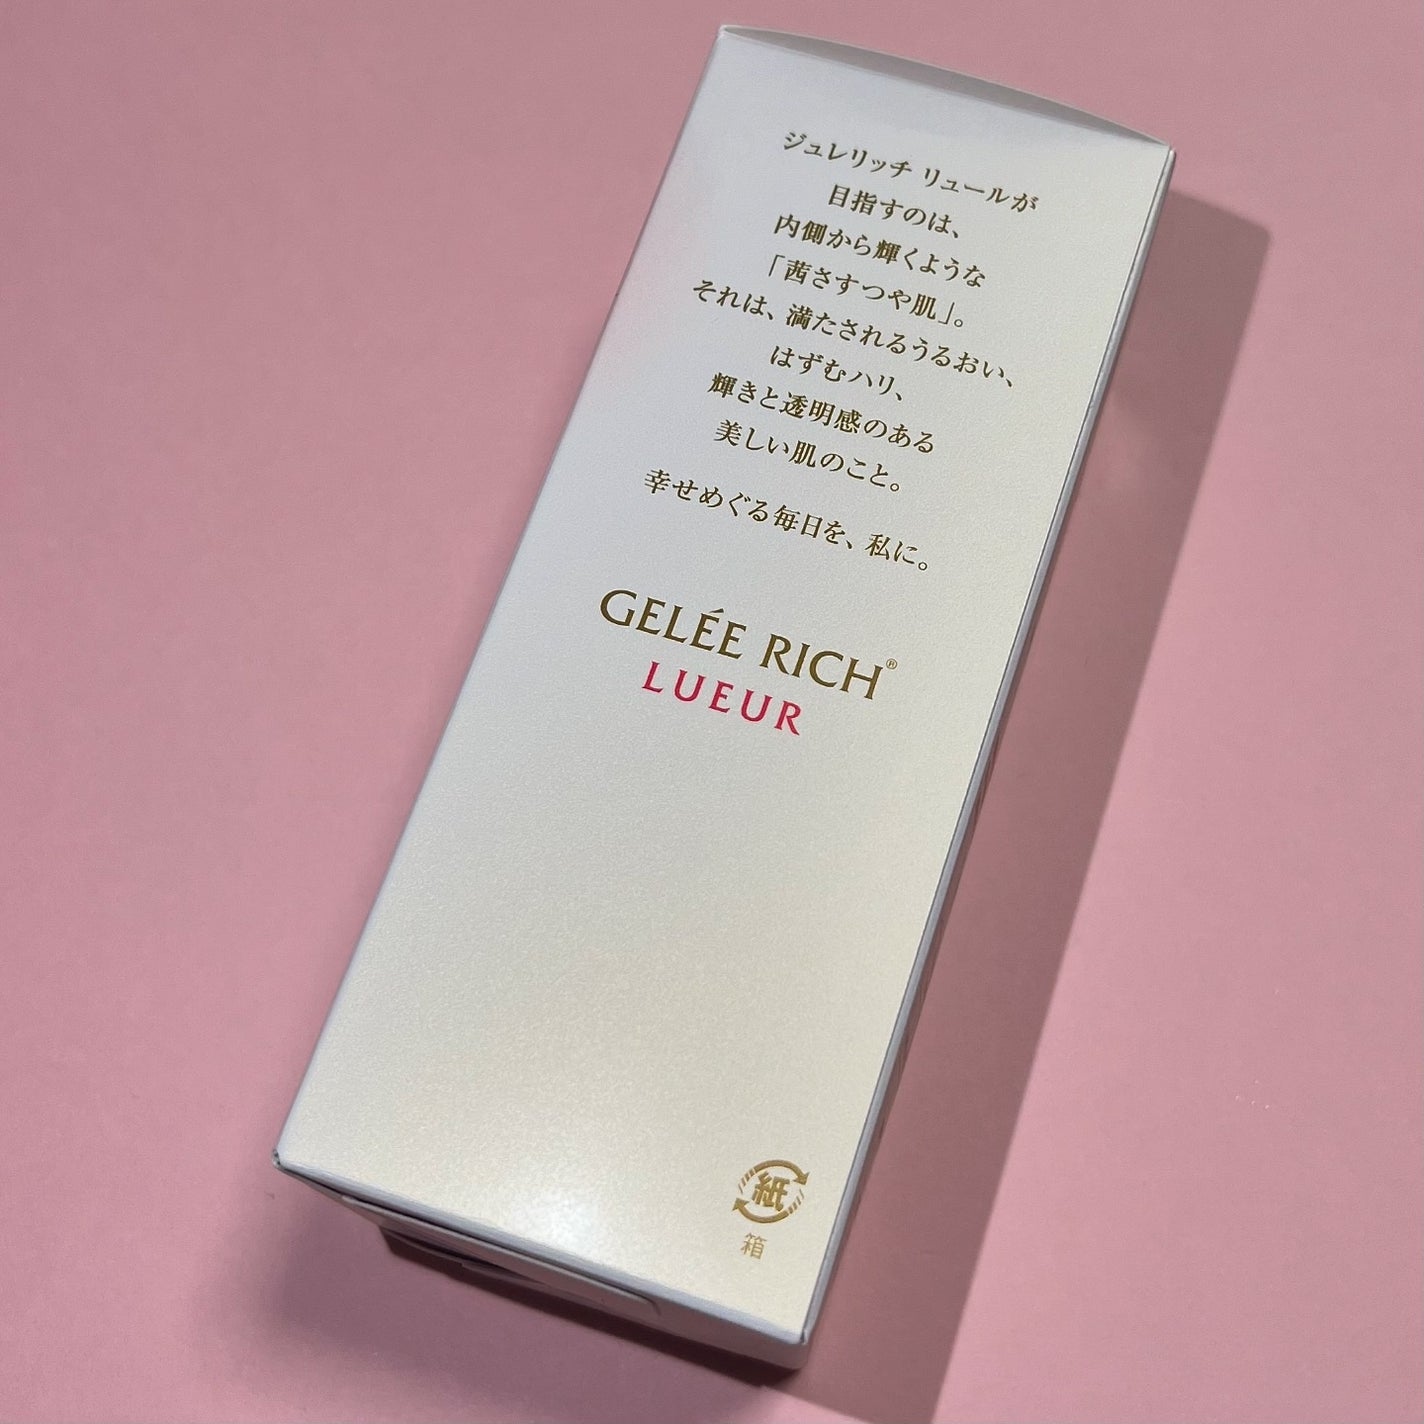 ジュレリッチ リュールが
目指すのは、
内側から輝くような
「茜さすつや肌」。
それは、満たされるうるおい、
はずむハリ、
輝きと透明感のある
美しい肌のこと。
幸せめぐる毎日を、私に。
GELÉE RICH®
LUEUR
紙
箱